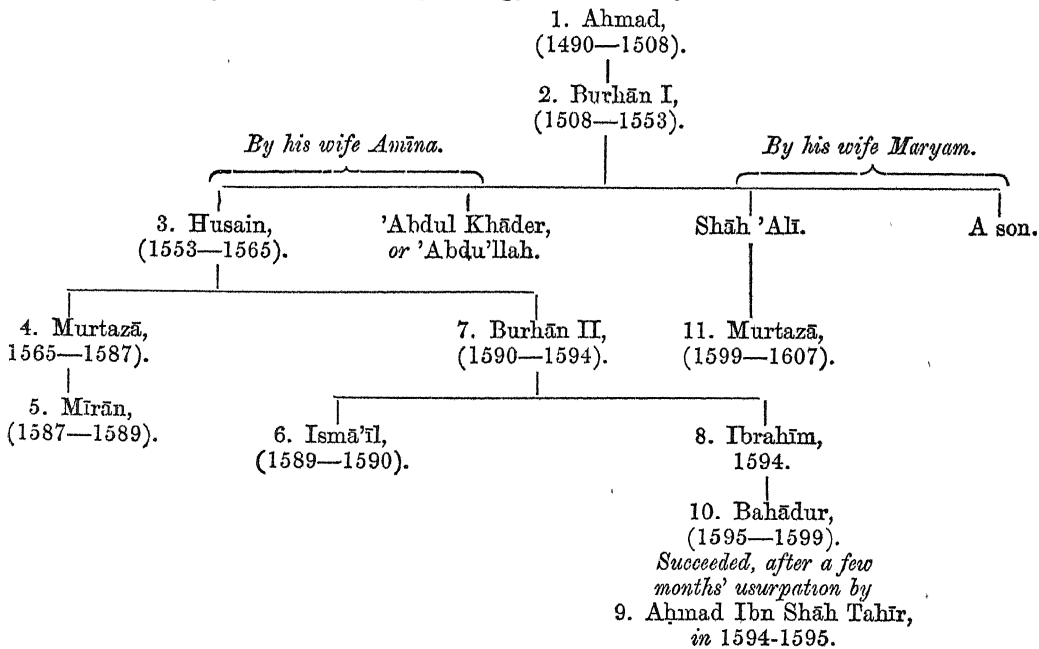 1. Ahmad,
(1490—1508).
2. Burhān I,
(1508—1553).
By his wife Amīna.
By his wife Maryam.
3. Husain,
(1553—1565).
'Abdul Khāder,
or 'Abdu'llah.
Shāh 'Alī.
A son.
4. Murtazā,
1565—1587).
7. Burhān II,
(1590—1594).
11. Murtazā,
(1599—1607).
5. Mīrān,
(1587—1589).
6. Ismā'īl,
(1589—1590).
8. Ibrahīm,
1594.
10. Bahādur,
(1595—1599).
Succeeded, after a few
months' usurpation by
9. Aḥmad Ibn Shāh Tahīr,
in 1594-1595.